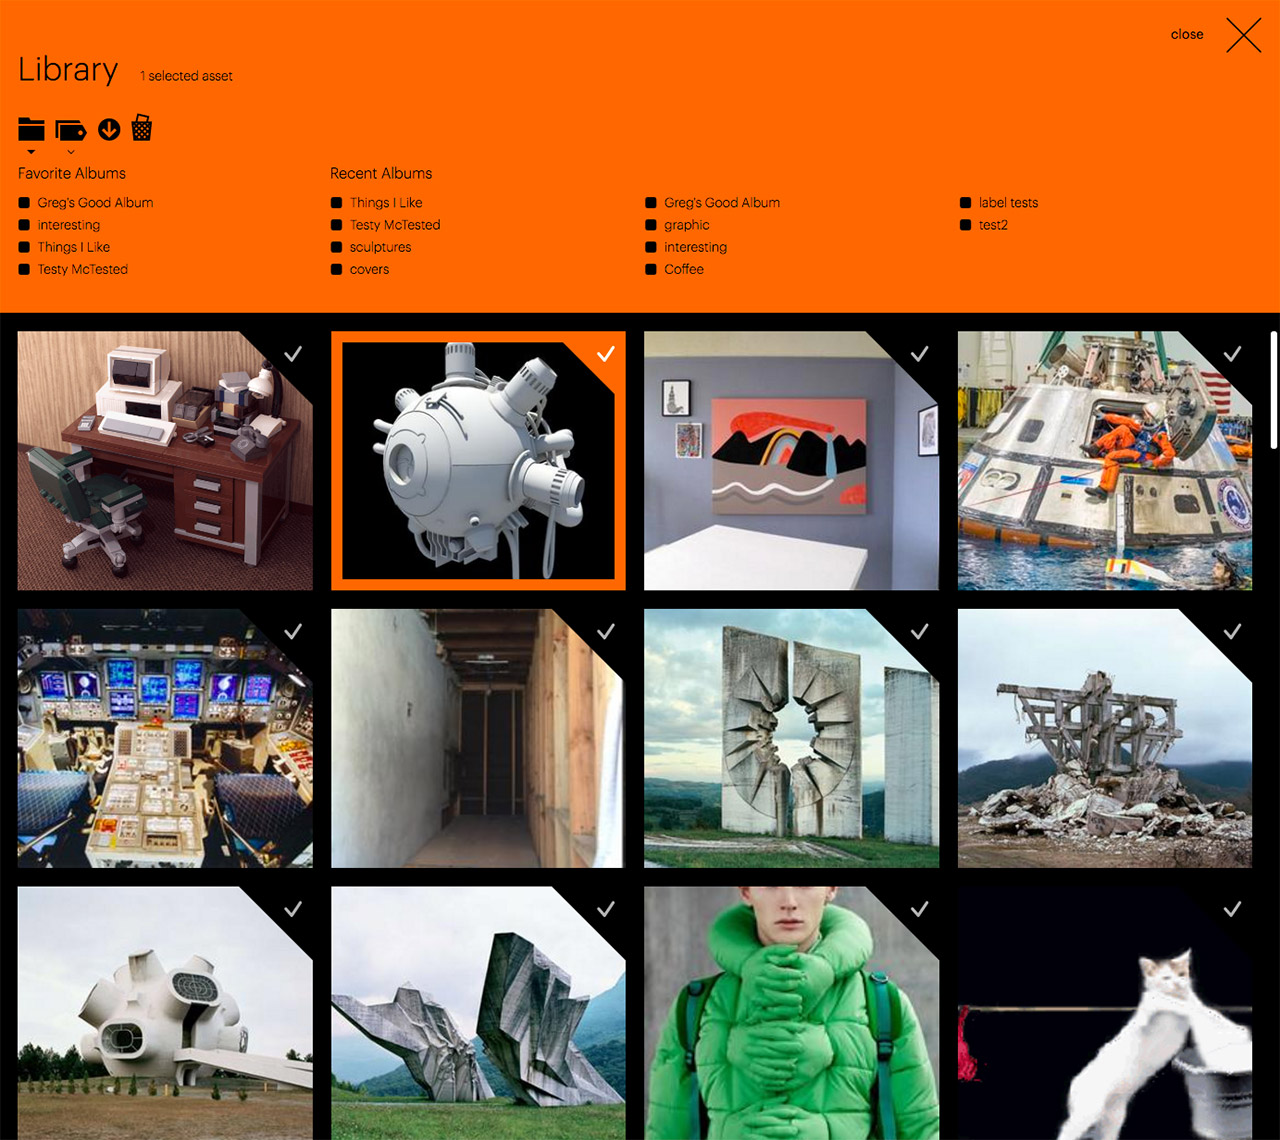 close
Library
1 selected asset
Favorite Albums
Greg's Good Album
interesting
Things I Like
Testy McTested
Recent Albums
Things I Like
Testy McTested
sculptures
covers
Greg's Good Album
graphic
interesting
Coffee
label tests
test2